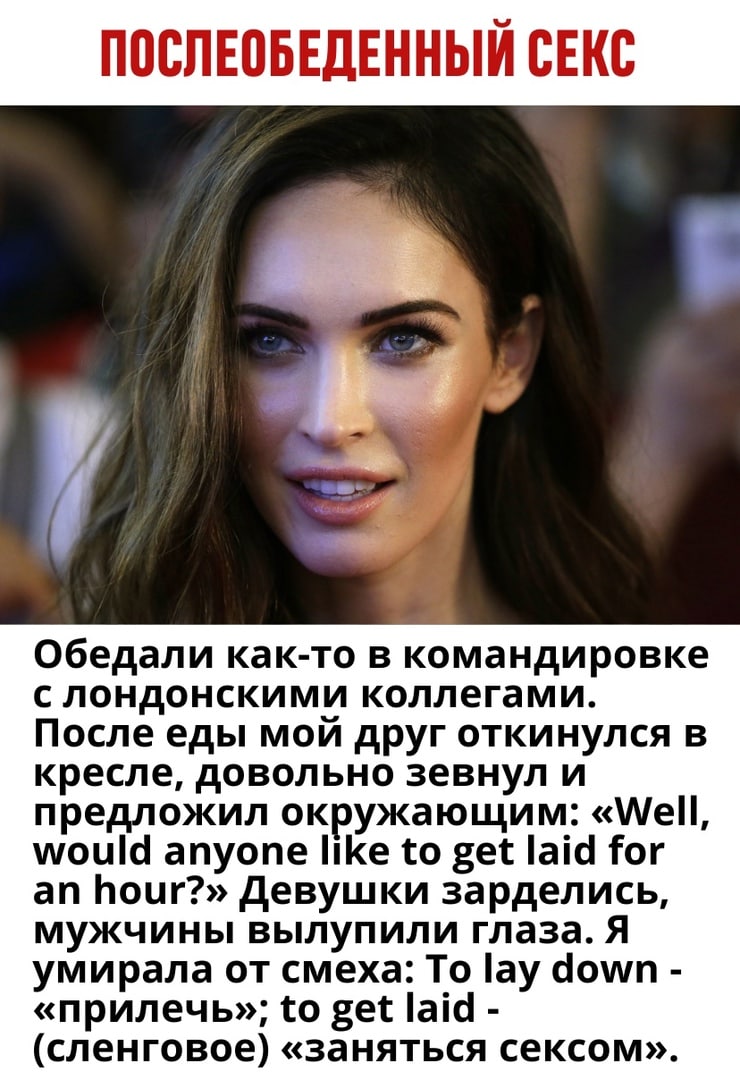 ПОСЛЕОБЕДЕННЫЙ СЕКС
Обедали как-то в командировке
с лондонскими коллегами.
После еды мой друг откинулся в
кресле, довольно зевнул и
предложил окружающим: «Well,
would anyone like to get laid for
an hour?» Девушки зарделись,
мужчины вылупили глаза. Я
умирала от смеха: To lay down -
«прилечь»; to get laid -
(сленговое) «заняться сексом».